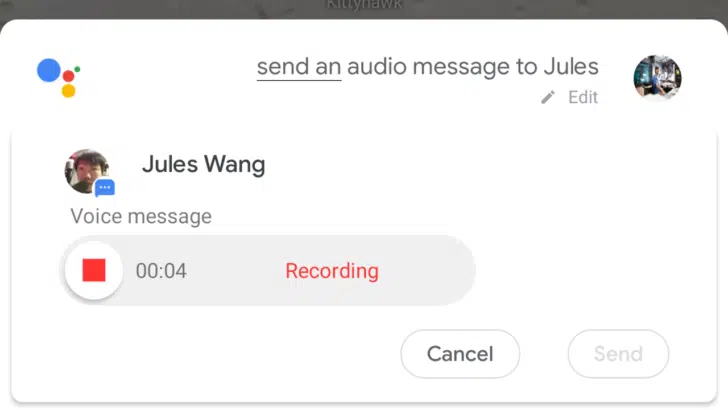 Kittyhawk
send an audio message to Jules
Edit
Jules Wang
Voice message
00:04 Recording
Cancel Send